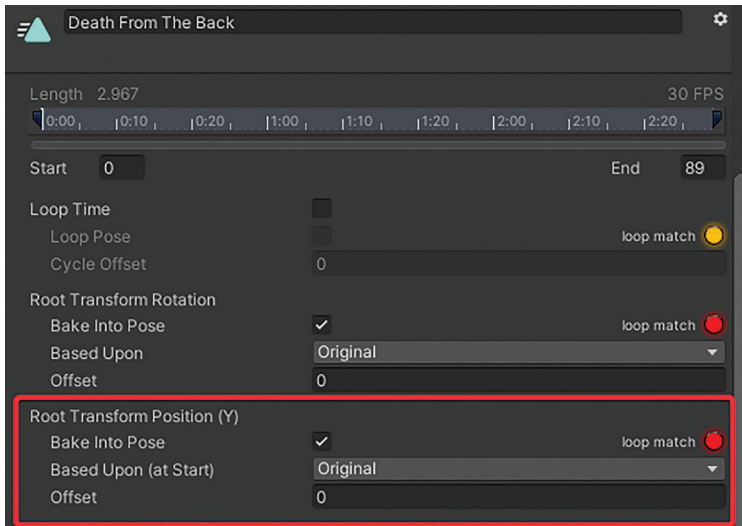 Death From The Back
Length 2.967 30 FPS
0:00 0:10 0:20 1:00 1:10 1:20 2:00 2:10 2:20
Start 0 End 89
Loop Time
Loop Pose loop match
Cycle Offset 0
Root Transform Rotation
Bake Into Pose loop match
Based Upon Original
Offset 0
Root Transform Position (Y)
Bake Into Pose loop match
Based Upon (at Start) Original
Offset 0